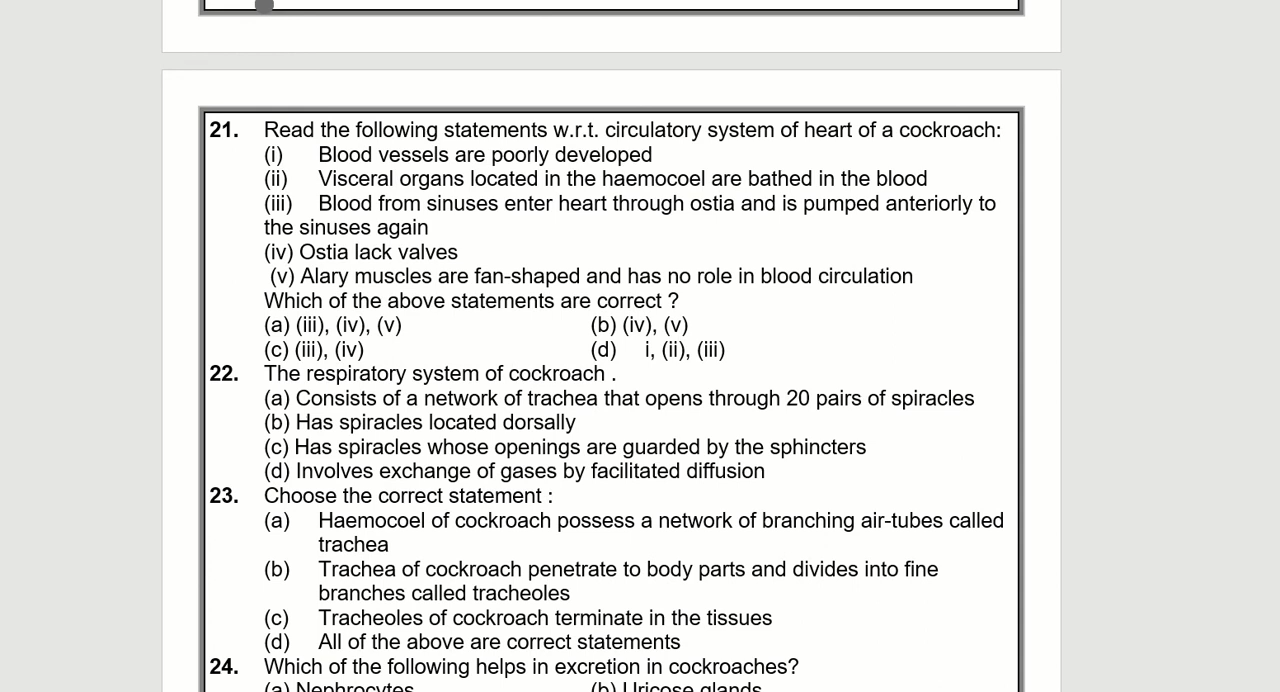 21. Read the following statements w.r.t. circulatory system of heart of a cockroach:
(i) Blood vessels are poorly developed
(ii) Visceral organs located in the haemocoel are bathed in the blood
(iii) Blood from sinuses enter heart through ostia and is pumped anteriorly to
the sinuses again
(iv) Ostia lack valves
(v) Alary muscles are fan-shaped and has no role in blood circulation
Which of the above statements are correct ?
(a) (iii), (iv), (v) (b) (iv), (v)
(c) (iii), (iv) (d) i, (ii), (iii)
22. The respiratory system of cockroach .
(a) Consists of a network of trachea that opens through 20 pairs of spiracles
(b) Has spiracles located dorsally
(c) Has spiracles whose openings are guarded by the sphincters
(d) Involves exchange of gases by facilitated diffusion
23. Choose the correct statement :
(a) Haemocoel of cockroach possess a network of branching air-tubes called
trachea
(b) Trachea of cockroach penetrate to body parts and divides into fine
branches called tracheoles
(c) Tracheoles of cockroach terminate in the tissues
(d) All of the above are correct statements
24. Which of the following helps in excretion in cockroaches?
(a) Nephrocytes (b) Uricose glands